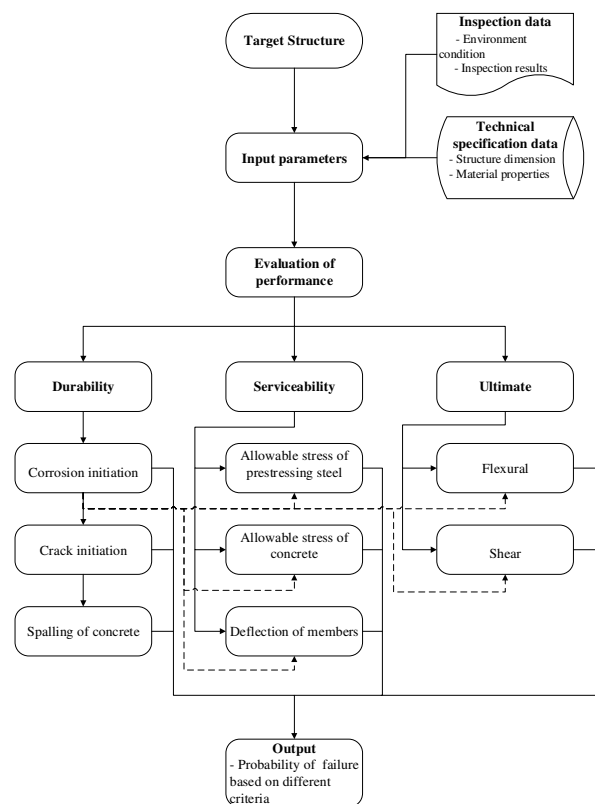 Target Structure
Inspection data
- Environment
condition
- Inspection results
Input parameters
Technical
specification data
- Structure dimension
- Material properties
Evaluation of
performance
Durability
Serviceability
Ultimate
Corrosion initiation
Allowable stress of
prestressing steel
Flexural
Crack initiation
Allowable stress of
concrete
Shear
Spalling of concrete
Deflection of members
Output
- Probability of failure
based on different
criteria